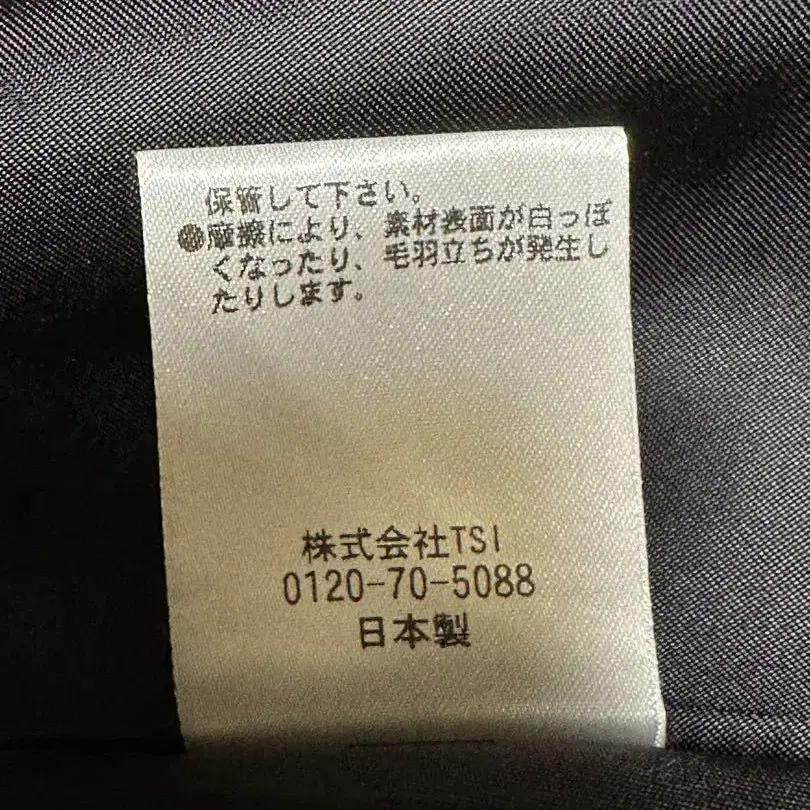 保管して下さい。
●摩擦により、素材表面が白っぽ
くなったり、毛羽立ちが発生し
たりします。
株式会社TSI
0120-70-5088
日本製